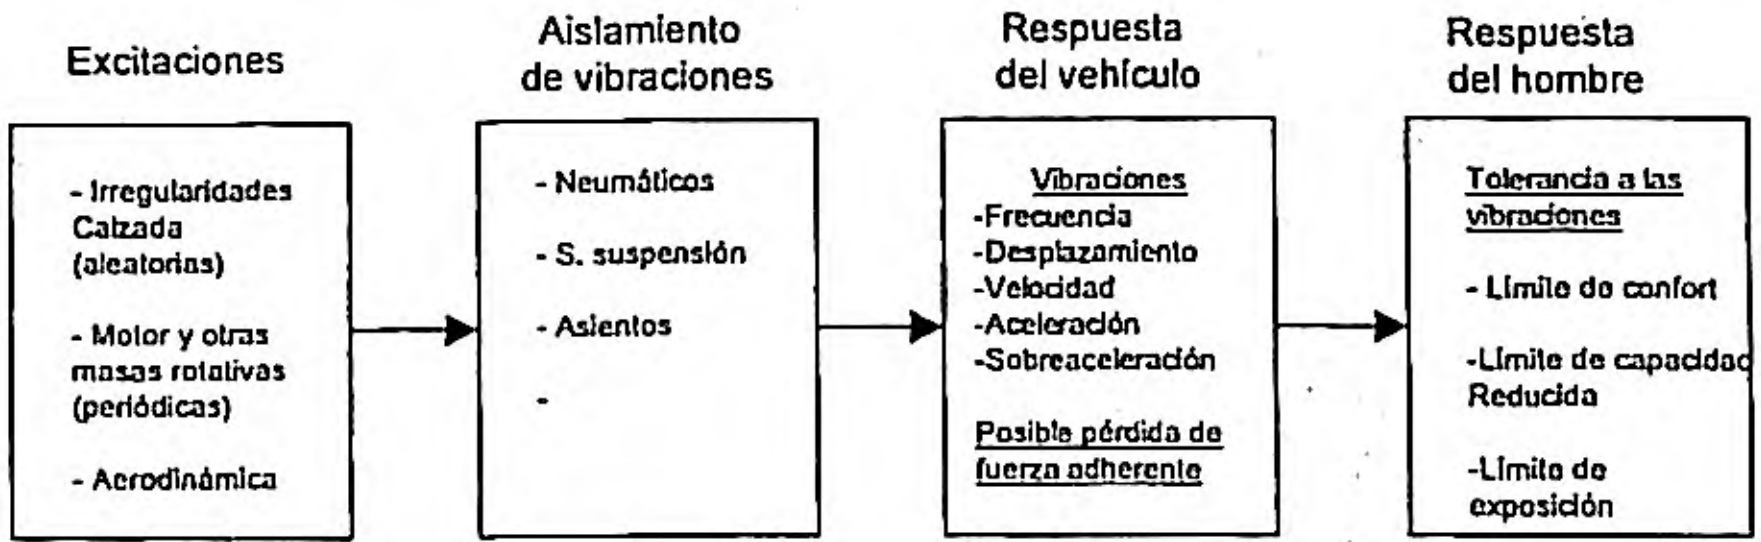 Excitaciones
- Irregularidades
Calzada
(aleatorias)
- Motor y otras
masas rotativas
(periódicas)
- Aerodinámica
Aislamiento
de vibraciones
- Neumáticos
- S. suspensión
- Asientos
-
Respuesta
del vehículo
Vibraciones
-Frecuencia
-Desplazamiento
-Velocidad
-Aceleración
-Sobreaceleración
Posible pérdida de
fuerza adherente
Respuesta
del hombre
Tolerancia a las
vibraciones
- Límite de confort
-Límite de capacidad
Reducida
-Límite de
exposición